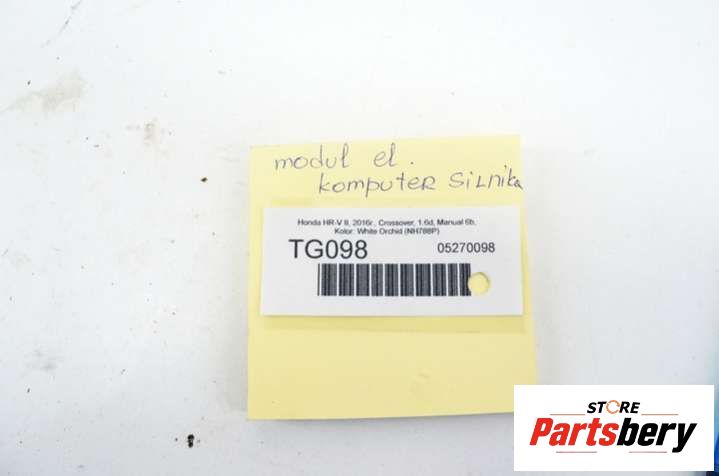 modul el.
komputer silnika
Honda HR-V II, 2016r., Crossover, 1.6d, Manual 6b,
Kolor: White Orchid (NH788P)
TG098 05270098
STORE
Partsbery